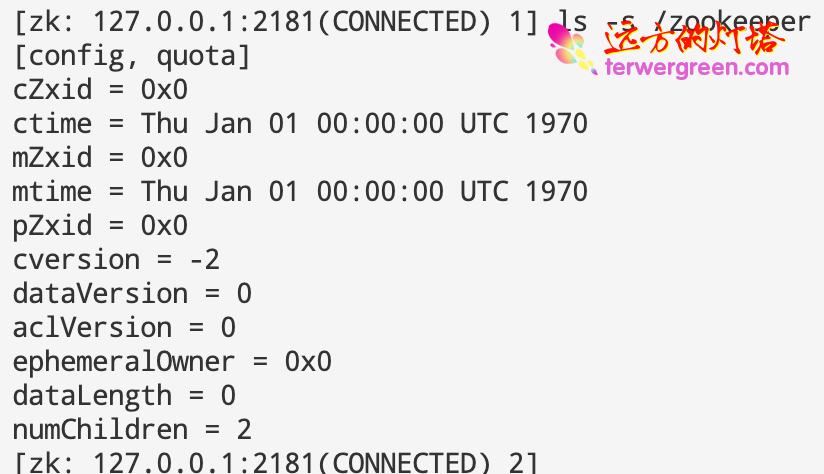 [zk: 127.0.0.1:2181(CONNECTED) 1] ls -s /zookeeper
远方的灯塔
terwergreen.com
[config, quota]
cZxid = 0x0
ctime = Thu Jan 01 00:00:00 UTC 1970
mZxid = 0x0
mtime = Thu Jan 01 00:00:00 UTC 1970
pZxid = 0x0
cversion = -2
dataVersion = 0
aclVersion = 0
ephemeralOwner = 0x0
dataLength = 0
numChildren = 2
[zk: 127.0.0.1:2181(CONNECTED) 2]